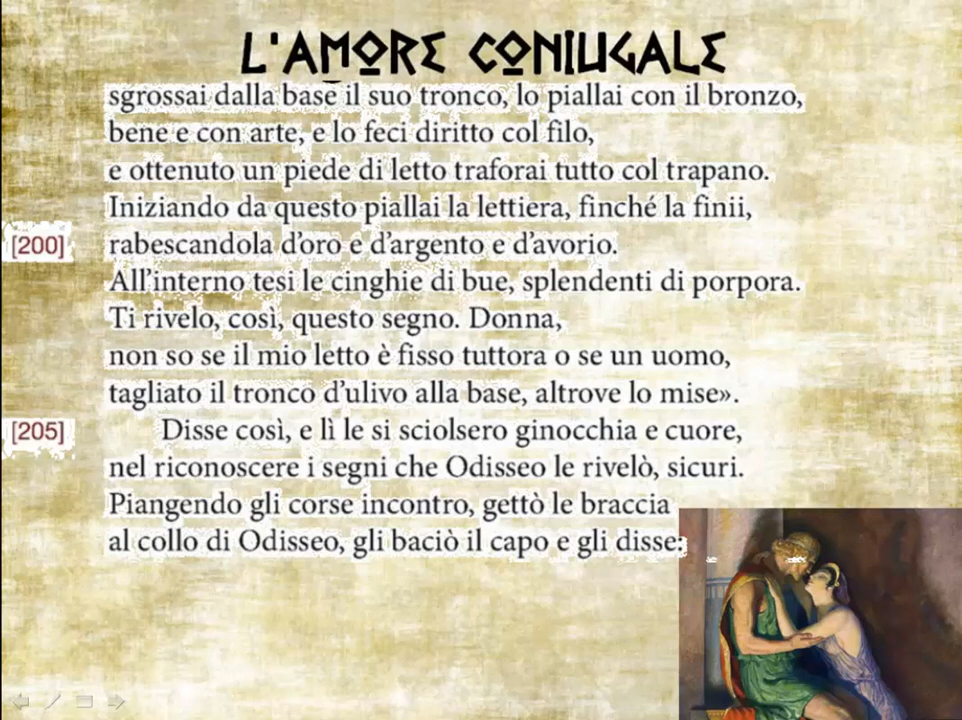 L'AMORE CONIUGALE
sgrossai dalla base il suo tronco, lo piallai con il bronzo,
bene e con arte, e lo feci diritto col filo,
e ottenuto un piede di letto traforai tutto col trapano.
Iniziando da questo piallai la lettiera, finché la finii,
[200] rabescandola d'oro e d'argento e d'avorio.
All'interno tesi le cinghie di bue, splendenti di porpora.
Ti rivelo, così, questo segno. Donna,
non so se il mio letto è fisso tuttora o se un uomo,
tagliato il tronco d'ulivo alla base, altrove lo mise».
[205] Disse così, e lì le si sciolsero ginocchia e cuore,
nel riconoscere i segni che Odisseo le rivelò, sicuri.
Piangendo gli corse incontro, gettò le braccia
al collo di Odisseo, gli baciò il capo e gli disse: